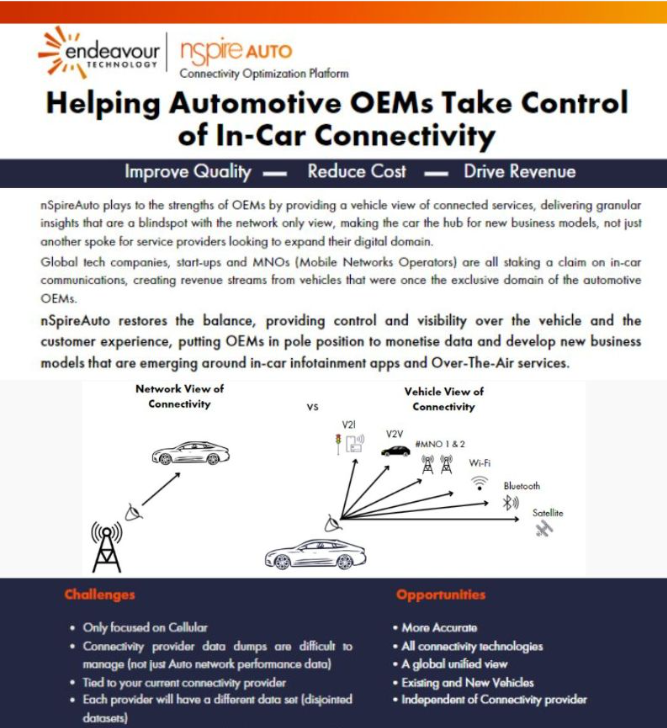 endeavour
TECHNOLOGY
nspire AUTO
Connectivity Optimization Platform
Helping Automotive OEMs Take Control
of In-Car Connectivity
Improve Quality — Reduce Cost — Drive Revenue
nSpireAuto plays to the strengths of OEMs by providing a vehicle view of connected services, delivering granular
insights that are a blindspot with the network only view, making the car the hub for new business models, not just
another spoke for service providers looking to expand their digital domain.
Global tech companies, start-ups and MNOs (Mobile Networks Operators) are all staking a claim on in-car
communications, creating revenue streams from vehicles that were once the exclusive domain of the automotive
OEMs.
nSpireAuto restores the balance, providing control and visibility over the vehicle and the
customer experience, putting OEMs in pole position to monetise data and develop new business
models that are emerging around in-car infotainment apps and Over-The-Air services.
Network View of
Connectivity
VS
Vehicle View of
Connectivity
V2I
V2V
#MNO 1 & 2
Wi-Fi
Bluetooth
Satellite
Challenges
• Only focused on Cellular
• Connectivity provider data dumps are difficult to
manage (not just Auto network performance data)
• Tied to your current connectivity provider
• Each provider will have a different data set (disjointed
datasets)
Opportunities
• More Accurate
• All connectivity technologies
• A global unified view
• Existing and New Vehicles
• Independent of Connectivity provider